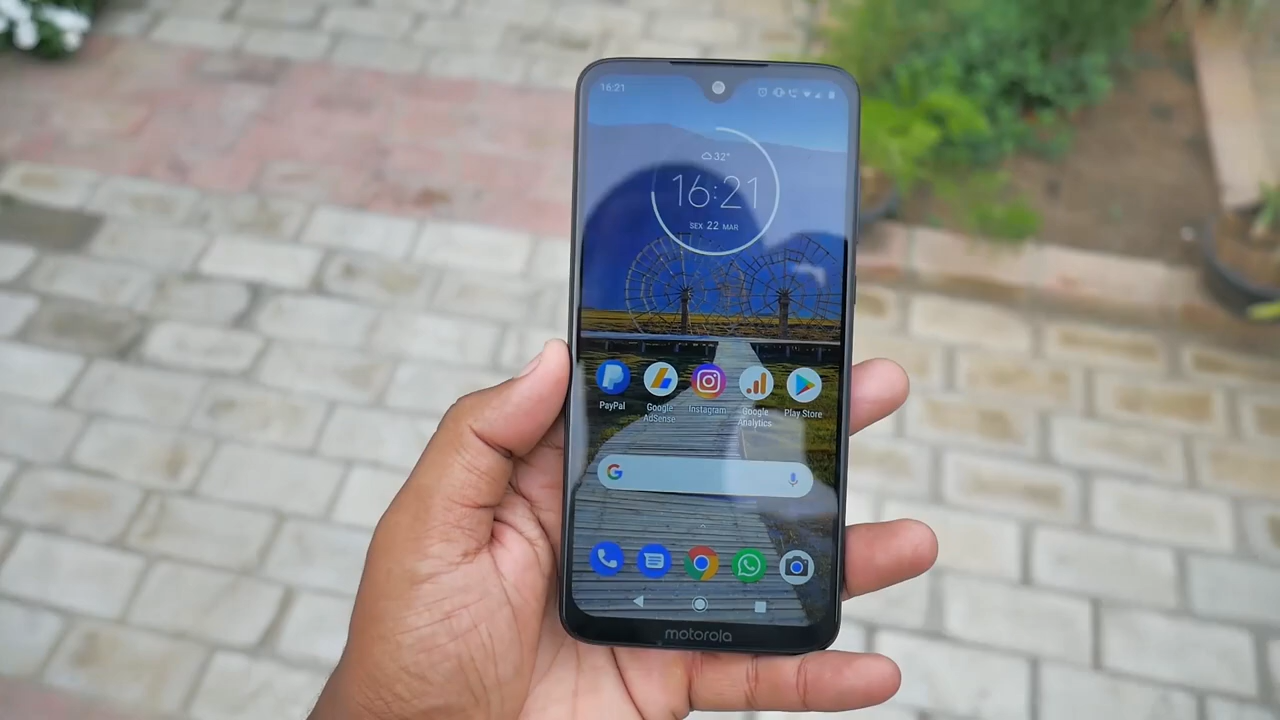 16:21
32°
16:21
SEX 22 MAR
PayPal
Google
AdSense
Instagram
Google
Analytics
Play Store
G
motorola